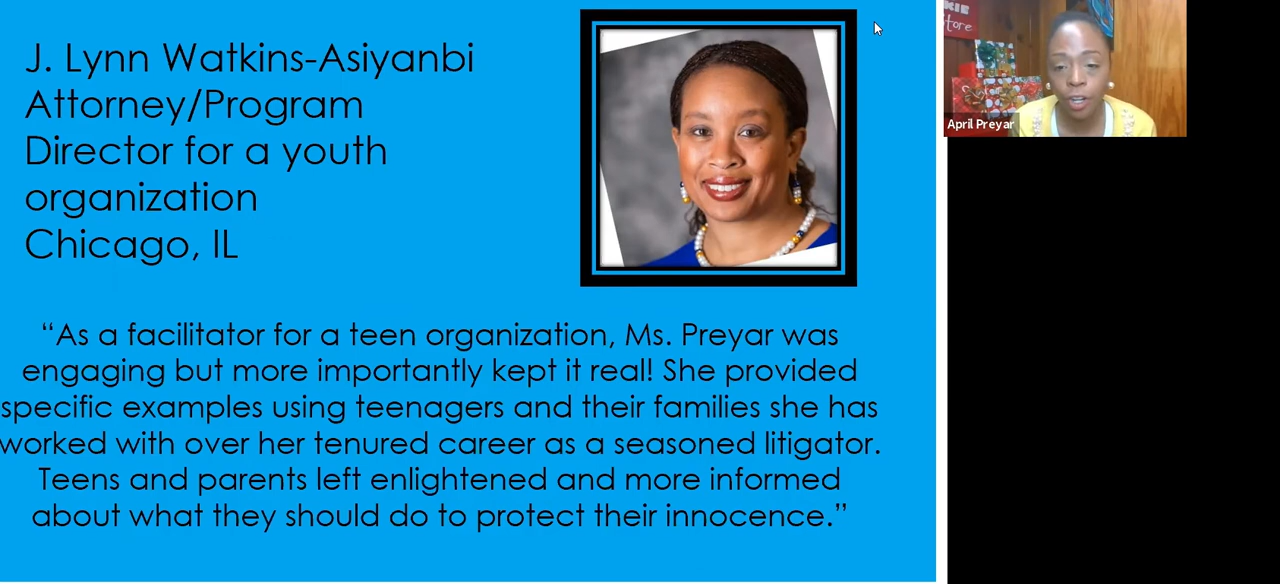 J. Lynn Watkins-Asiyanbi
Attorney/Program
Director for a youth
organization
Chicago, IL
“As a facilitator for a teen organization, Ms. Preyar was
engaging but more importantly kept it real! She provided
specific examples using teenagers and their families she has
worked with over her tenured career as a seasoned litigator.
Teens and parents left enlightened and more informed
about what they should do to protect their innocence.”
KIE
Store
April Preyar